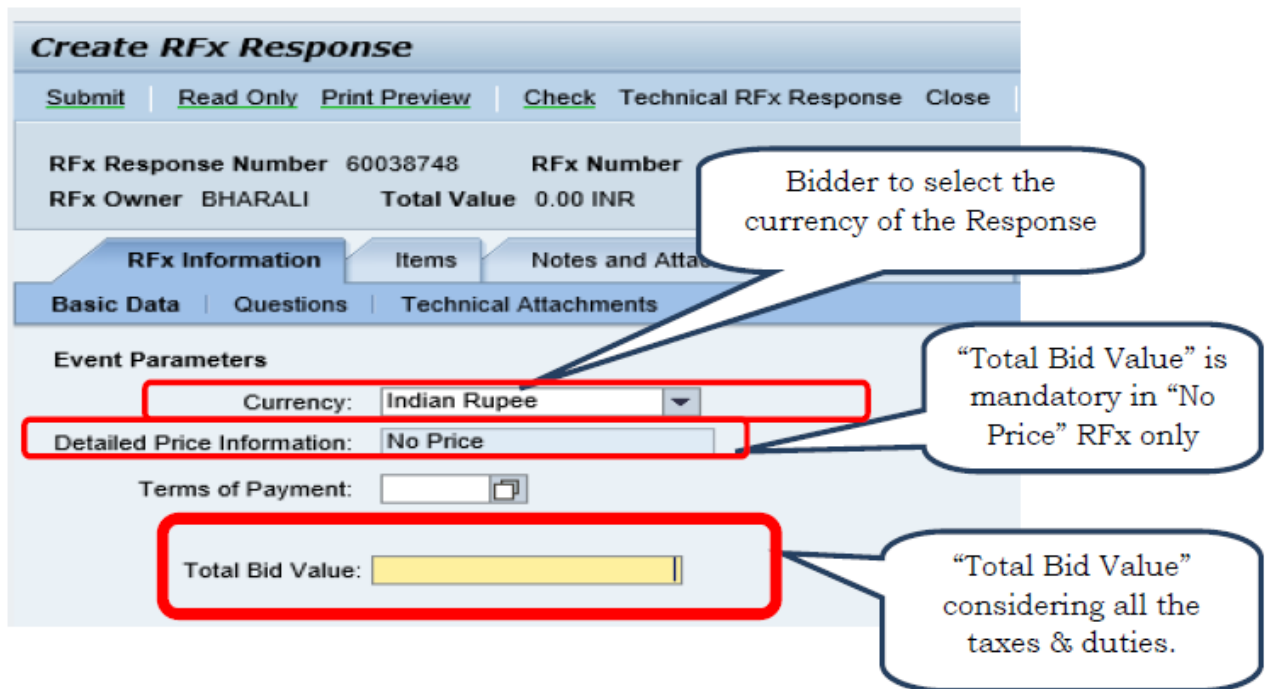 Create RFx Response
Submit Read Only Print Preview Check Technical RFx Response Close
RFx Response Number 60038748 RFx Number
RFx Owner BHARALI Total Value 0.00 INR
Bidder to select the
currency of the Response
RFx Information Items Notes and
Basic Data Questions Technical Attachments
Event Parameters
Currency: Indian Rupee
Detailed Price Information: No Price
“Total Bid Value” is
mandatory in “No
Price” RFx only
Terms of Payment:
Total Bid Value:
“Total Bid Value”
considering all the
taxes & duties.